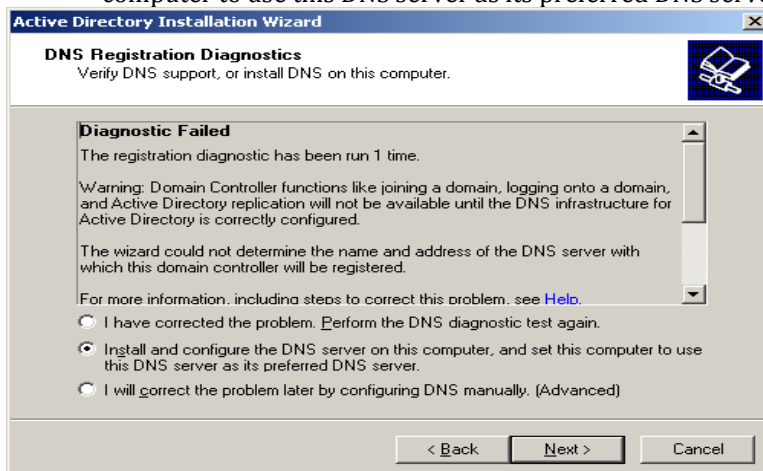 computer to use this DNS server as its preferred DNS serve
Active Directory Installation Wizard
DNS Registration Diagnostics
Verify DNS support, or install DNS on this computer.
Diagnostic Failed
The registration diagnostic has been run 1 time.
Warning: Domain Controller functions like joining a domain, logging onto a domain,
and Active Directory replication will not be available until the DNS infrastructure for
Active Directory is correctly configured.
The wizard could not determine the name and address of the DNS server with
which this domain controller will be registered.
For more information, including steps to correct this problem, see Help.
I have corrected the problem. Perform the DNS diagnostic test again.
Install and configure the DNS server on this computer, and set this computer to use
this DNS server as its preferred DNS server.
I will correct the problem later by configuring DNS manually. (Advanced)
< Back Next > Cancel